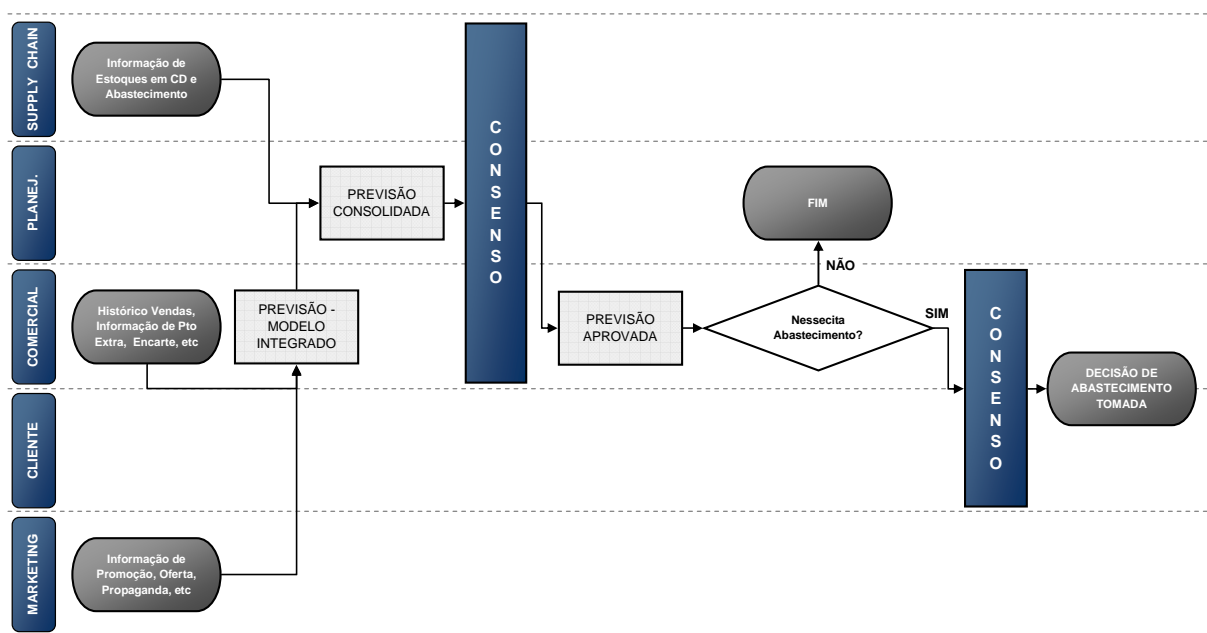 SUPPLY CHAIN
Informação de
Estoques em CD e
Abastecimento
PLANEJ.
PREVISÃO
CONSOLIDADA
CONSENSO
FIM
NÃO
COMERCIAL
Histórico Vendas,
Informação de Pto
Extra, Encarte, etc
PREVISÃO -
MODELO
INTEGRADO
PREVISÃO
APROVADA
Nessecita
Abastecimento?
SIM
CONSENSO
DECISÃO DE
ABASTECIMENTO
TOMADA
CLIENTE
MARKETING
Informação de
Promoção, Oferta,
Propaganda, etc